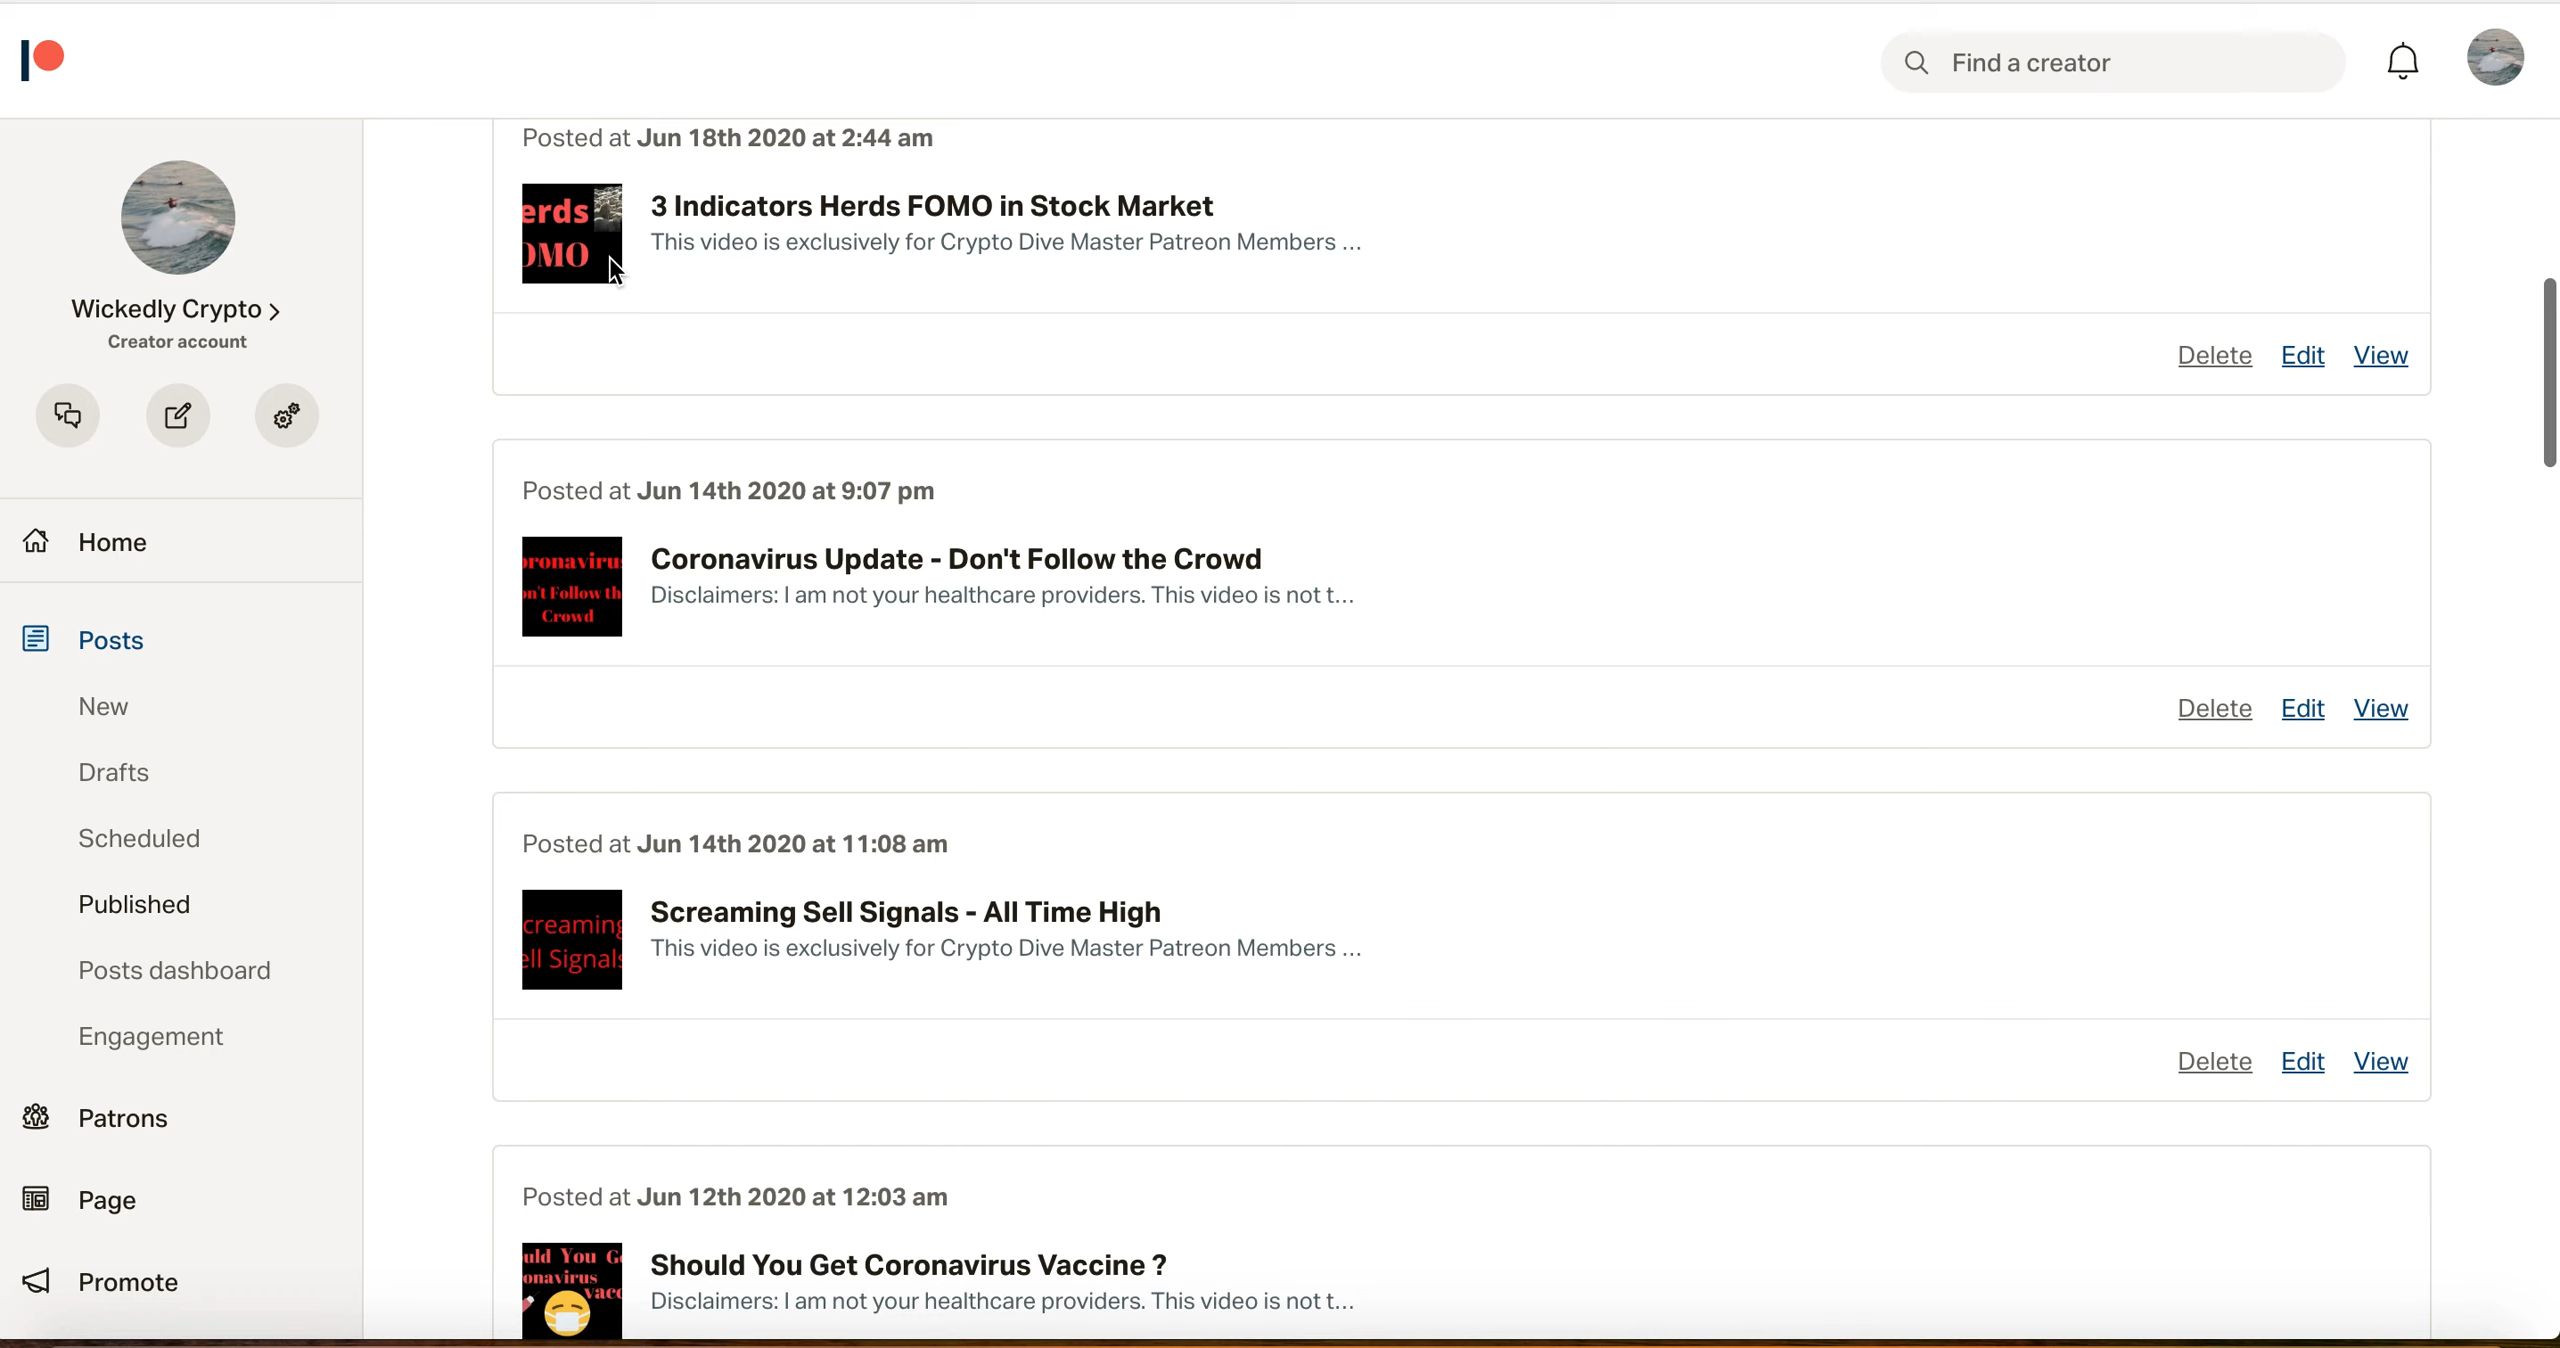 Find a creator
Wickedly Crypto >
Creator account
Home
Posts
New
Drafts
Scheduled
Published
Posts dashboard
Engagement
Patrons
Page
Promote
Posted at Jun 18th 2020 at 2:44 am
erds
OMO
3 Indicators Herds FOMO in Stock Market
This video is exclusively for Crypto Dive Master Patreon Members ...
Delete Edit View
Posted at Jun 14th 2020 at 9:07 pm
oronavirus
on't Follow th
Crowd
Coronavirus Update - Don't Follow the Crowd
Disclaimers: I am not your healthcare providers. This video is not t...
Delete Edit View
Posted at Jun 14th 2020 at 11:08 am
creaming
ell Signals
Screaming Sell Signals - All Time High
This video is exclusively for Crypto Dive Master Patreon Members ...
Delete Edit View
Posted at Jun 12th 2020 at 12:03 am
uld You G
onavirus
vacc
Should You Get Coronavirus Vaccine ?
Disclaimers: I am not your healthcare providers. This video is not t...